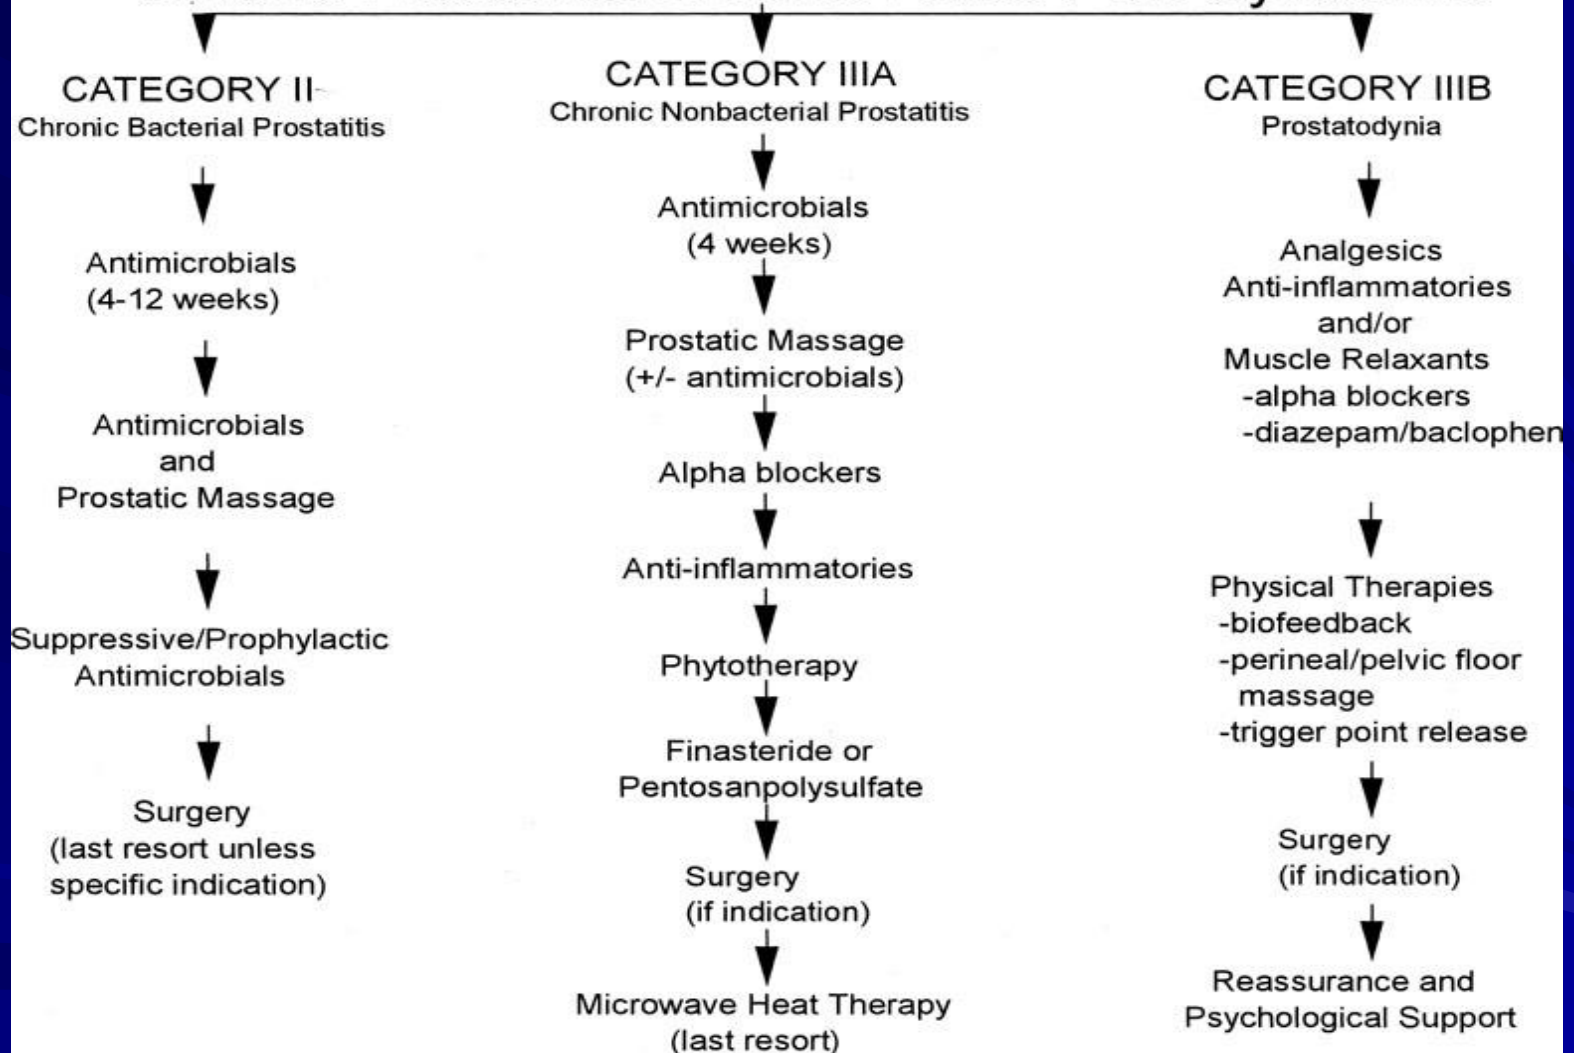 CATEGORY II
Chronic Bacterial Prostatitis
Antimicrobials
(4-12 weeks)
Antimicrobials
and
Prostatic Massage
Suppressive/Prophylactic
Antimicrobials
Surgery
(last resort unless
specific indication)
CATEGORY IIIA
Chronic Nonbacterial Prostatitis
Antimicrobials
(4 weeks)
Prostatic Massage
(+/- antimicrobials)
Alpha blockers
Anti-inflammatories
Phytotherapy
Finasteride or
Pentosanpolysulfate
Surgery
(if indication)
Microwave Heat Therapy
(last resort)
CATEGORY IIIB
Prostatodynia
Analgesics
Anti-inflammatories
and/or
Muscle Relaxants
-alpha blockers
-diazepam/baclophen
Physical Therapies
-biofeedback
-perineal/pelvic floor
massage
-trigger point release
Surgery
(if indication)
Reassurance and
Psychological Support